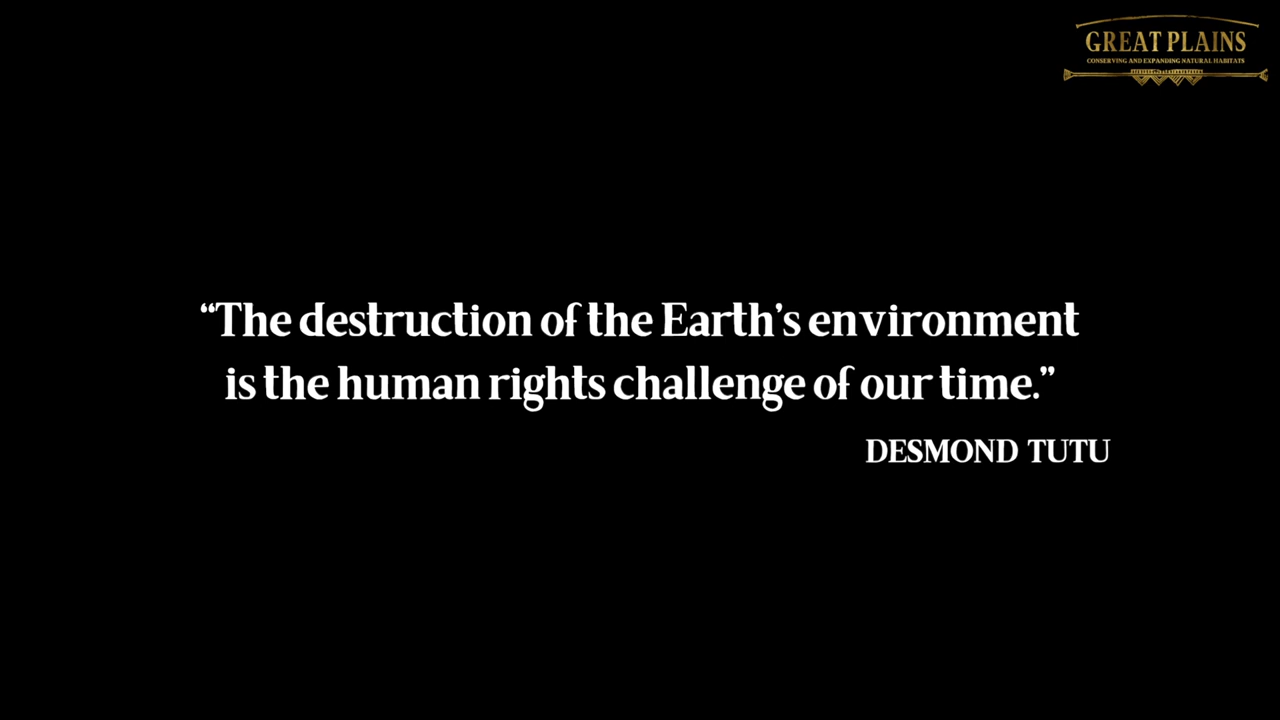 GREAT PLAINS
CONSERVING AND EXPANDING NATURAL HABITATS
“The destruction of the Earth’s environment
is the human rights challenge of our time.”
DESMOND TUTU